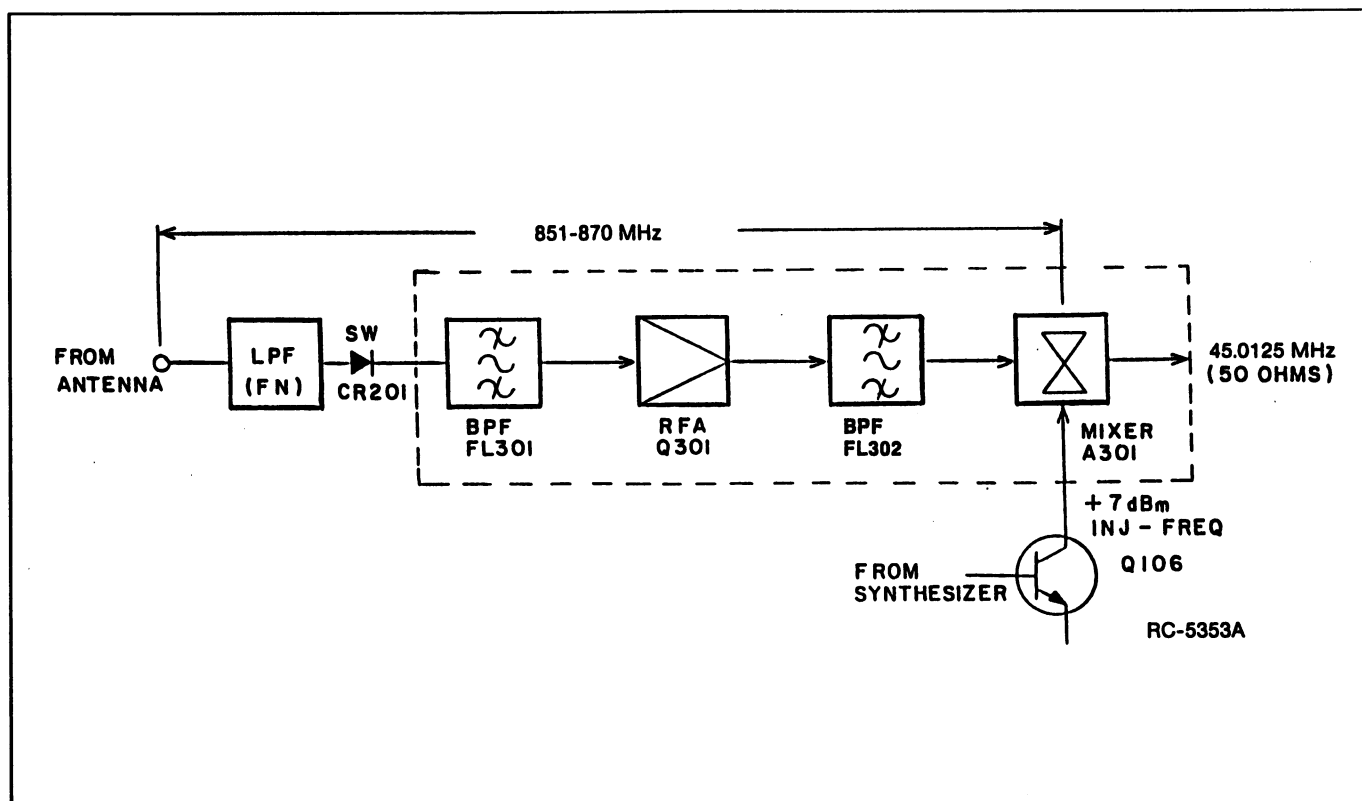 851-870 MHz
FROM
ANTENNA
LPF
(FN)
SW
CR201
BPF
FL301
RFA
Q301
BPF
FL302
MIXER
A301
45.0125 MHz
(50 OHMS)
+7dBm
INJ - FREQ
Q106
FROM
SYNTHESIZER
RC-5353A